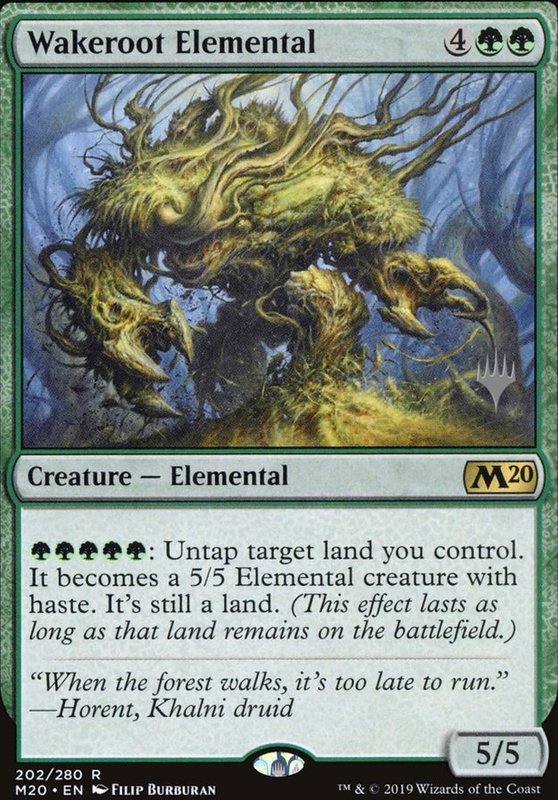 Wakeroot Elemental 4
Creature — Elemental
M20
: Untap target land you control.
It becomes a 5/5 Elemental creature with
haste. It's still a land. (This effect lasts as
long as that land remains on the battlefield.)
“When the forest walks, it's too late to run.”
—Horent, Khalni druid
5/5
202/280 R
M20 • EN Filip Burburan
™ & © 2019 Wizards of the Coast